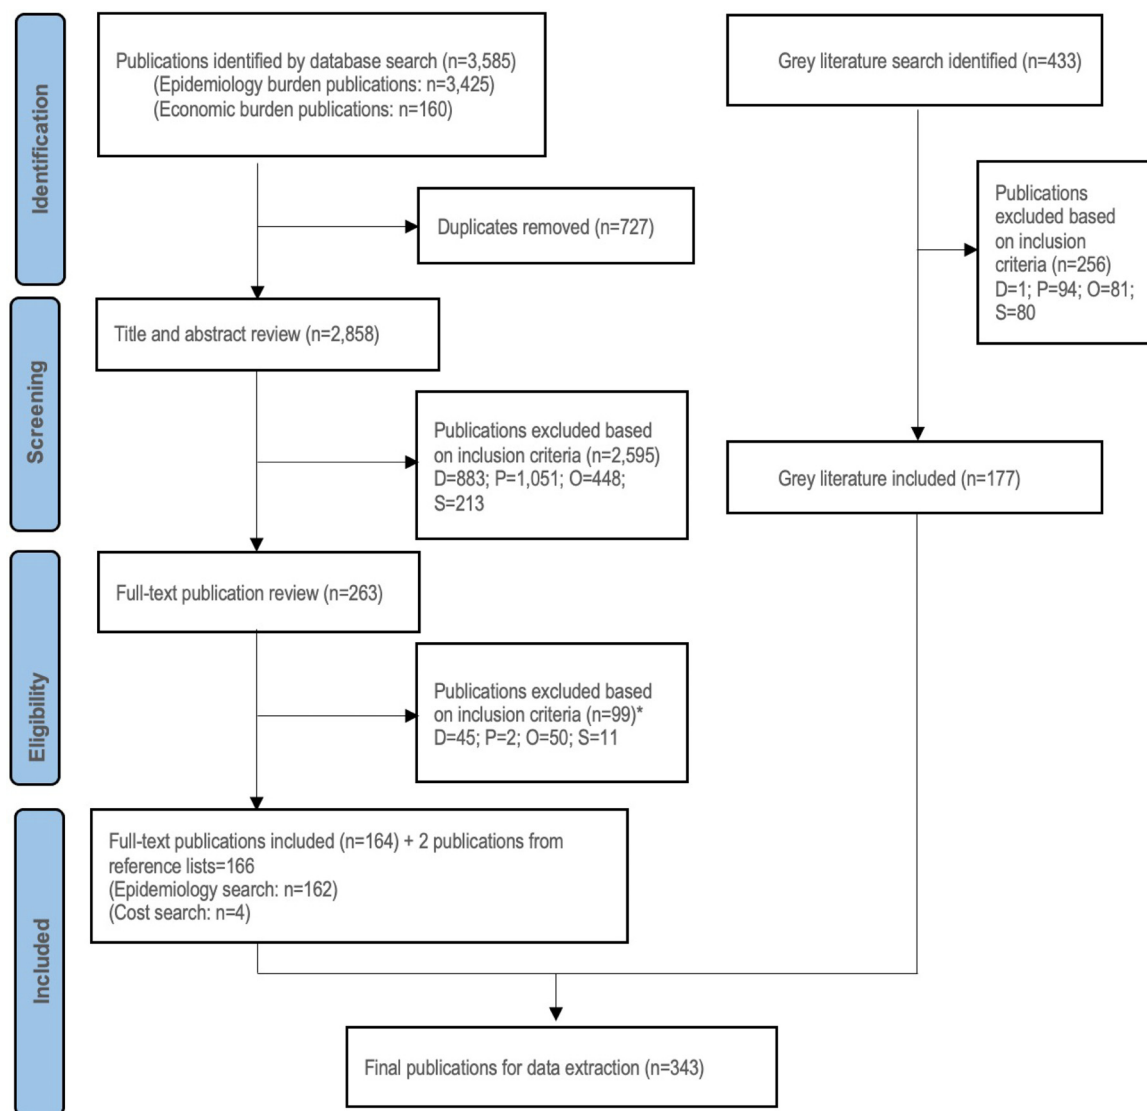 Identification
Publications identified by database search (n=3,585)
(Epidemiology burden publications: n=3,425)
(Economic burden publications: n=160)
Grey literature search identified (n=433)
Duplicates removed (n=727)
Publications
excluded based
on inclusion
criteria (n=256)
D=1; P=94; O=81;
S=80
Screening
Title and abstract review (n=2,858)
Publications excluded based
on inclusion criteria (n=2,595)
D=883; P=1,051; O=448;
S=213
Grey literature included (n=177)
Eligibility
Full-text publication review (n=263)
Publications excluded based
on inclusion criteria (n=99)*
D=45; P=2; O=50; S=11
Included
Full-text publications included (n=164) + 2 publications from
reference lists=166
(Epidemiology search: n=162)
(Cost search: n=4)
Final publications for data extraction (n=343)